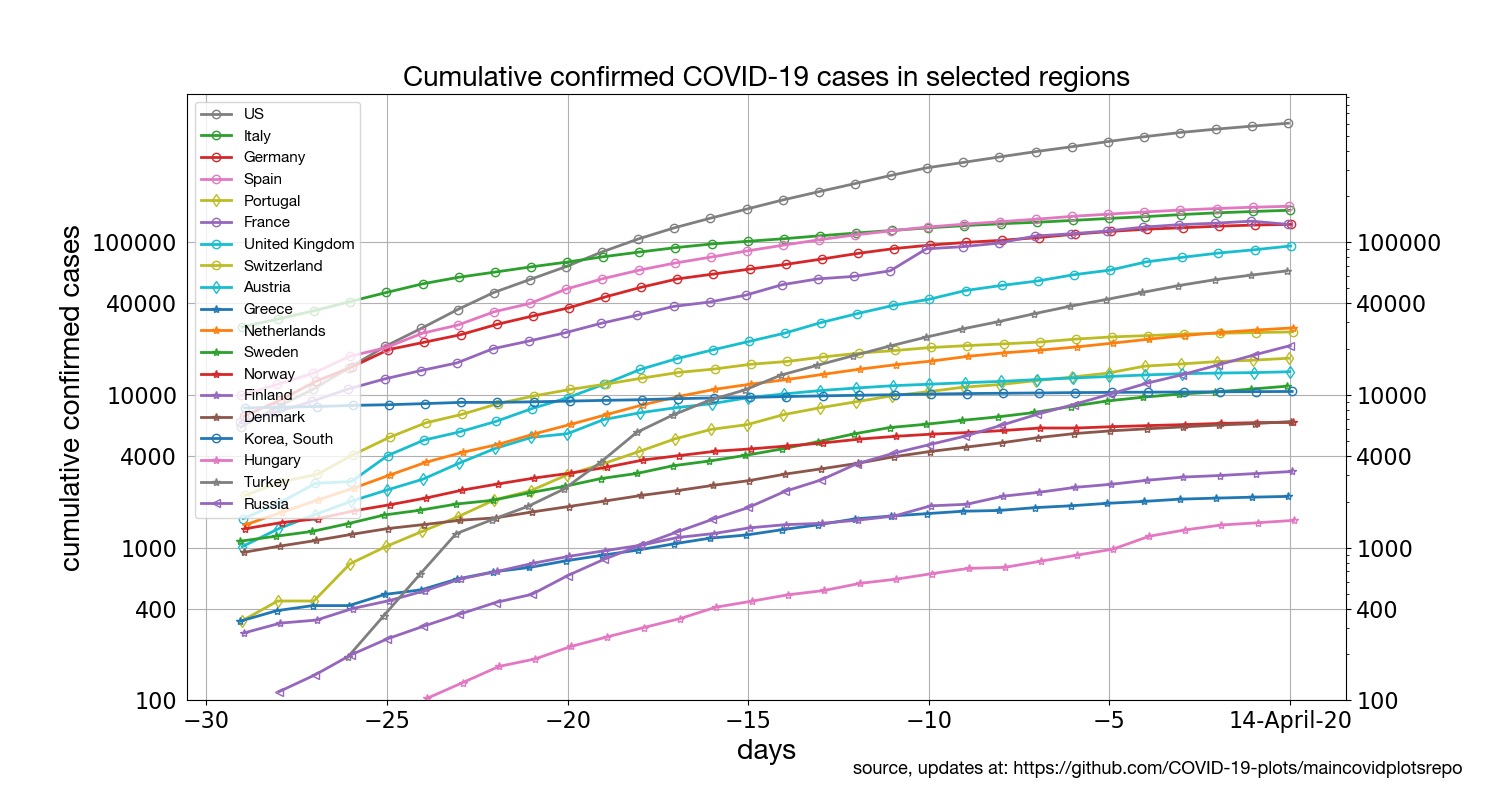 Cumulative confirmed COVID-19 cases in selected regions
cumulative confirmed cases
100000
40000
10000
4000
1000
400
100
US
Italy
Germany
Spain
Portugal
France
United Kingdom
Switzerland
Austria
Greece
Netherlands
Sweden
Norway
Finland
Denmark
Korea, South
Hungary
Turkey
Russia
100000
40000
10000
4000
1000
400
100
−30 −25 −20 −15 −10 −5 14-April-20
days
source, updates at: https://github.com/COVID-19-plots/maincovidplotsrepo